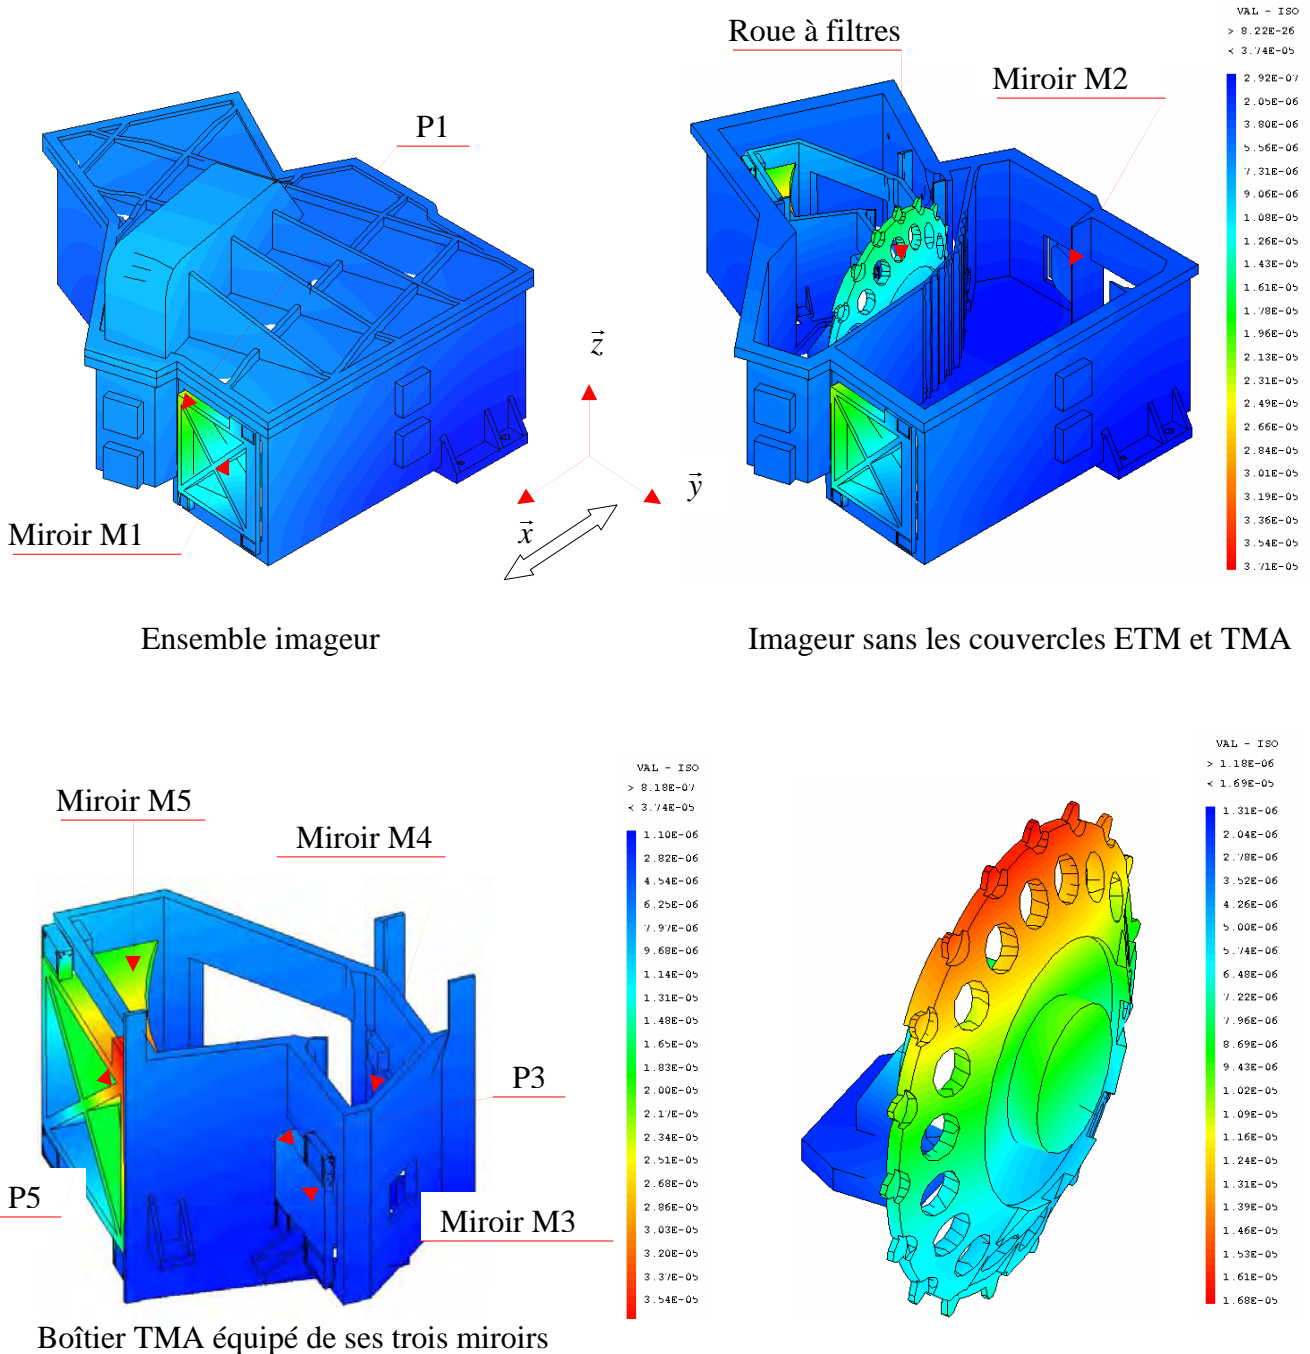 Roue à filtres
Miroir M2
P1
VAL - ISO
> 8.22E-26
< 3.74E-05
2.92E-07
2.05E-06
3.80E-06
5.56E-06
7.31E-06
9.06E-06
1.08E-05
1.26E-05
1.43E-05
1.61E-05
1.78E-05
1.96E-05
2.13E-05
2.31E-05
2.49E-05
2.66E-05
2.84E-05
3.01E-05
3.19E-05
3.36E-05
3.54E-05
3.71E-05
z
y
x
Miroir M1
Ensemble imageur
Imageur sans les couvercles ETM et TMA
Miroir M5
Miroir M4
P3
P5
Miroir M3
VAL - ISO
> 8.18E-07
< 3.74E-05
1.10E-06
2.82E-06
4.54E-06
6.25E-06
7.97E-06
9.68E-06
1.14E-05
1.31E-05
1.48E-05
1.65E-05
1.83E-05
2.00E-05
2.17E-05
2.34E-05
2.51E-05
2.68E-05
2.86E-05
3.03E-05
3.20E-05
3.37E-05
3.54E-05
VAL - ISO
> 1.18E-06
< 1.69E-05
1.31E-06
2.04E-06
2.78E-06
3.52E-06
4.26E-06
5.00E-06
5.74E-06
6.48E-06
7.22E-06
7.96E-06
8.69E-06
9.43E-06
1.02E-05
1.09E-05
1.16E-05
1.24E-05
1.31E-05
1.39E-05
1.46E-05
1.53E-05
1.61E-05
1.68E-05
Boîtier TMA équipé de ses trois miroirs